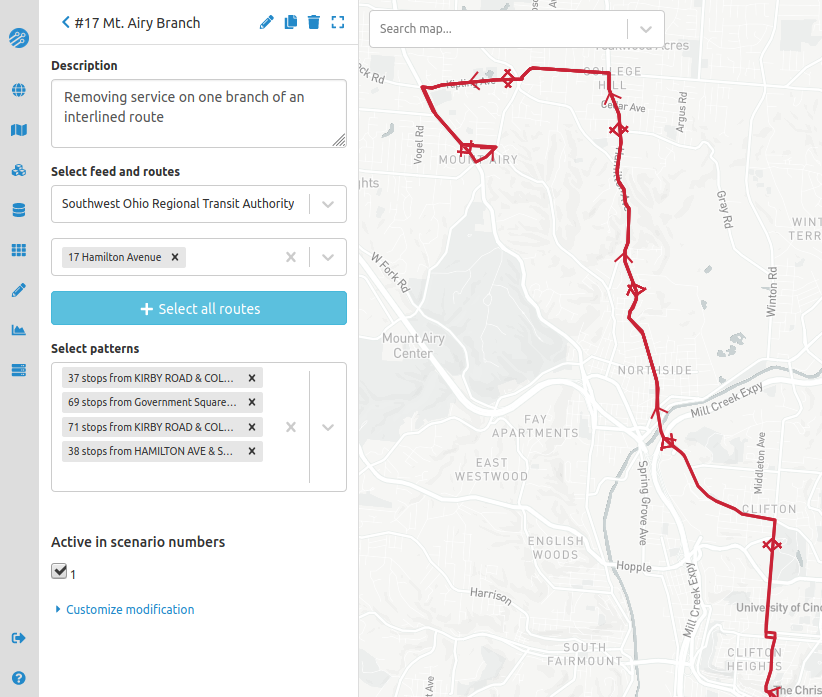 #17 Mt. Airy Branch
Description
Removing service on one branch of an
interlined route
Select feed and routes
Southwest Ohio Regional Transit Authority
17 Hamilton Avenue
Select all routes
Select patterns
37 stops from KIRBY ROAD & COL...
69 stops from Government Square...
71 stops from KIRBY ROAD & COL...
38 stops from HAMILTON AVE & S...
Active in scenario numbers
1
Customize modification
Search map...
COLLEGE
HILL
Cedar Ave
Argus Rd
Vogel Rd
MOUNT AIRY
Gray Rd
W Fork Rd
Winton Rd
Mount Airy
Center
NORTHSIDE
Mill Creek Expy
FAY
APARTMENTS
EAST
WESTWOOD
Spring Grove Ave
Middleton Ave
CLIFTON
ENGLISH
WOODS
Hopple
Mill Creek Expy
Harrison
University of Cinc
SOUTH
FAIRMOUNT
CLIFTON
HEIGHTS
The Chris